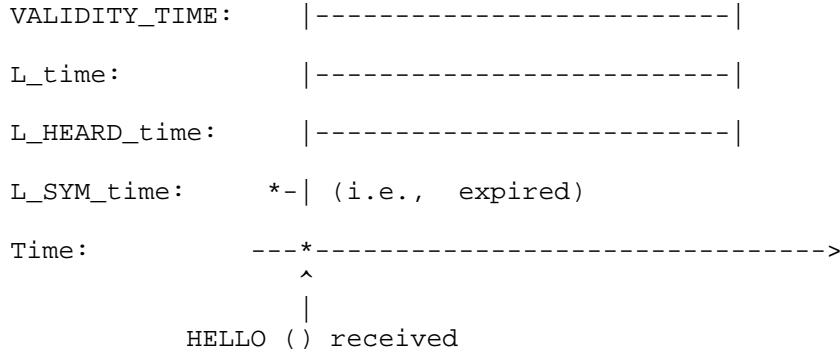 VALIDITY_TIME:    |--------------------------|
L_time:           |--------------------------|
L_HEARD_time:     |--------------------------|
L_SYM_time:     *-| (i.e.,  expired)
Time:          ---*-------------------------------->
^
|
HELLO () received